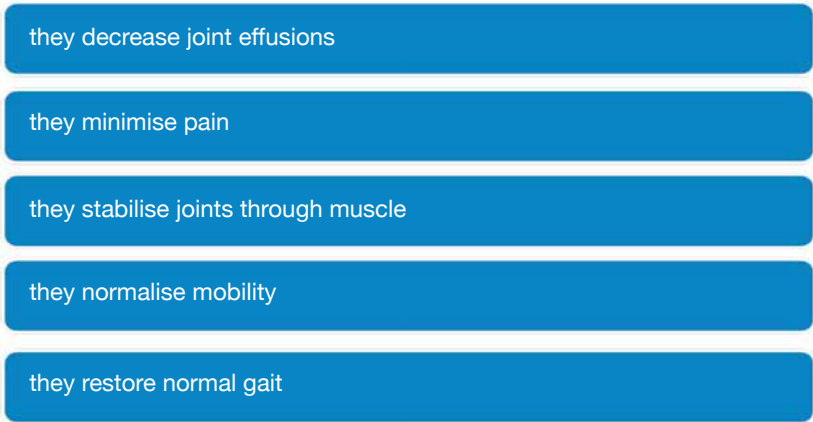 they decrease joint effusions
they minimise pain
they stabilise joints through muscle
they normalise mobility
they restore normal gait